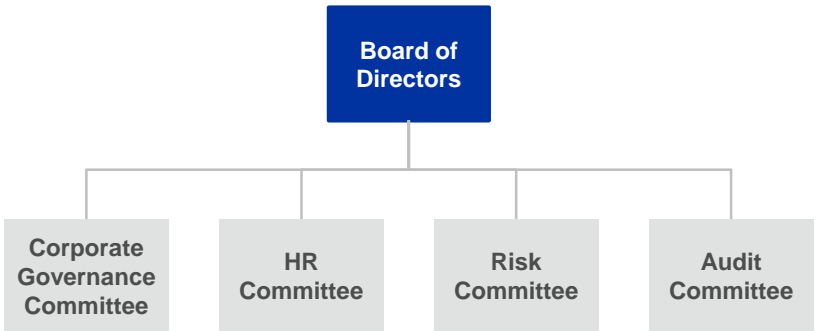 Board of
Directors
Corporate
Governance
Committee
HR
Committee
Risk
Committee
Audit
Committee